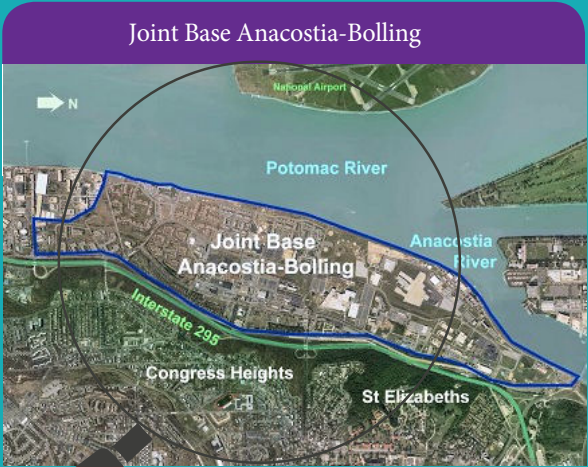 Joint Base Anacostia-Bolling
National Airport
N
Potomac River
Joint Base
Anacostia-Bolling
Anacostia
River
Interstate 295
Congress Heights
St Elizabeths